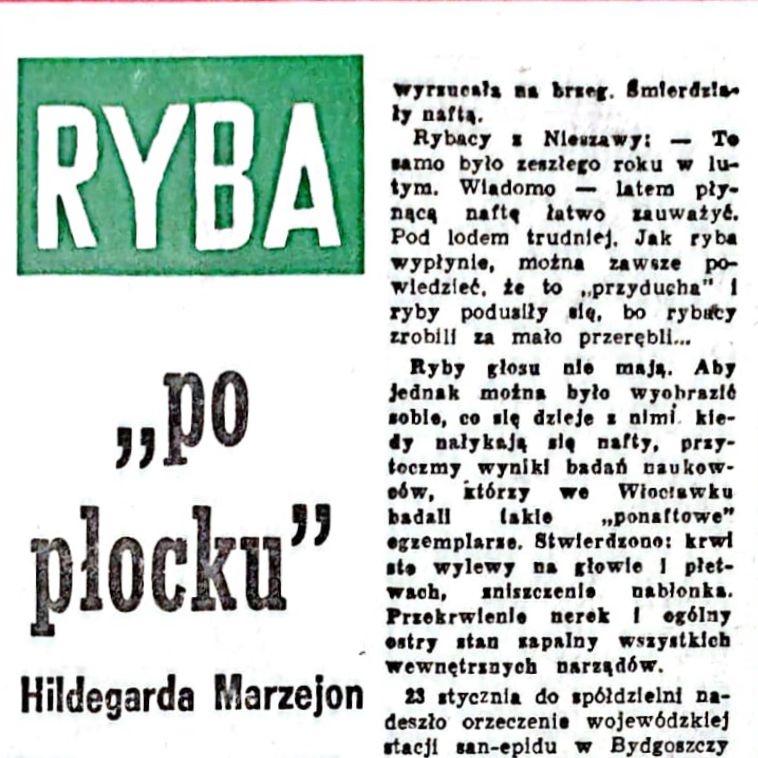 RYBA
„po
płocku”
Hildegarda Marzejon
wyrzucała na brzeg. Śmierdzia-
ły naftą.
Rybacy z Nieszawy: — To
samo było zeszłego roku w lu-
tym. Wiadomo — latem pły-
nącą naftę łatwo zauważyć.
Pod lodem trudniej. Jak ryba
wypłynie, można zawsze po-
wiedzieć, że to „przyducha” i
ryby podusiły się, bo rybacy
zrobili za mało przerębli...
Ryby głosu nie mają. Aby
jednak można było wyobrazić
sobie, co się dzieje z nimi, kie-
dy nałykają się nafty, przy-
toczmy wyniki badań naukow-
ców, którzy we Włocławku
badali takie „ponaftowe”
egzemplarze. Stwierdzono: krwi
ste wylewy na głowie i płet-
wach, zniszczenie nabłonka.
Przekrwienie nerek i ogólny
ostry stan zapalny wszystkich
wewnętrznych narządów.
23 stycznia do spółdzielni na-
deszło orzeczenie wojewódzkiej
stacji san-epidu w Bydgoszczy